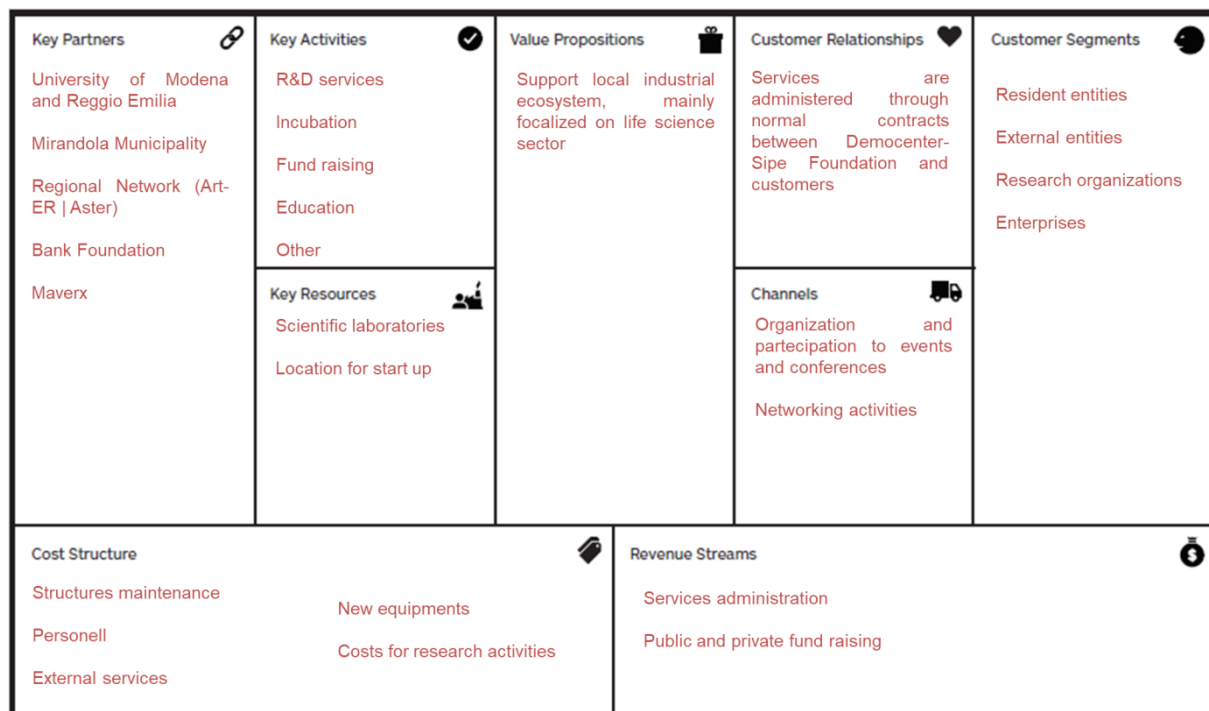 Key Partners
University of Modena
and Reggio Emilia
Mirandola Municipality
Regional Network (Art-
ER | Aster)
Bank Foundation
Maverx
Key Activities
R&D services
Incubation
Fund raising
Education
Other
Key Resources
Scientific laboratories
Location for start up
Value Propositions
Support local industrial
ecosystem, mainly
focalized on life science
sector
Customer Relationships
Services are
administered through
normal contracts
between Democenter-
Sipe Foundation and
customers
Channels
Organization and
partecipation to events
and conferences
Networking activities
Customer Segments
Resident entities
External entities
Research organizations
Enterprises
Cost Structure
Structures maintenance
Personell
External services
New equipments
Costs for research activities
Revenue Streams
$
Services administration
Public and private fund raising